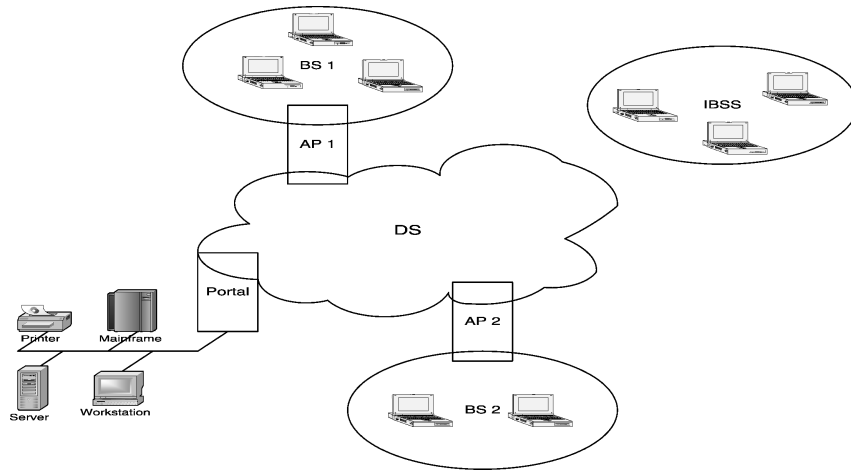 BS 1
IBSS
AP 1
DS
Portal
AP 2
Printer
Mainframe
Server
Workstation
BS 2